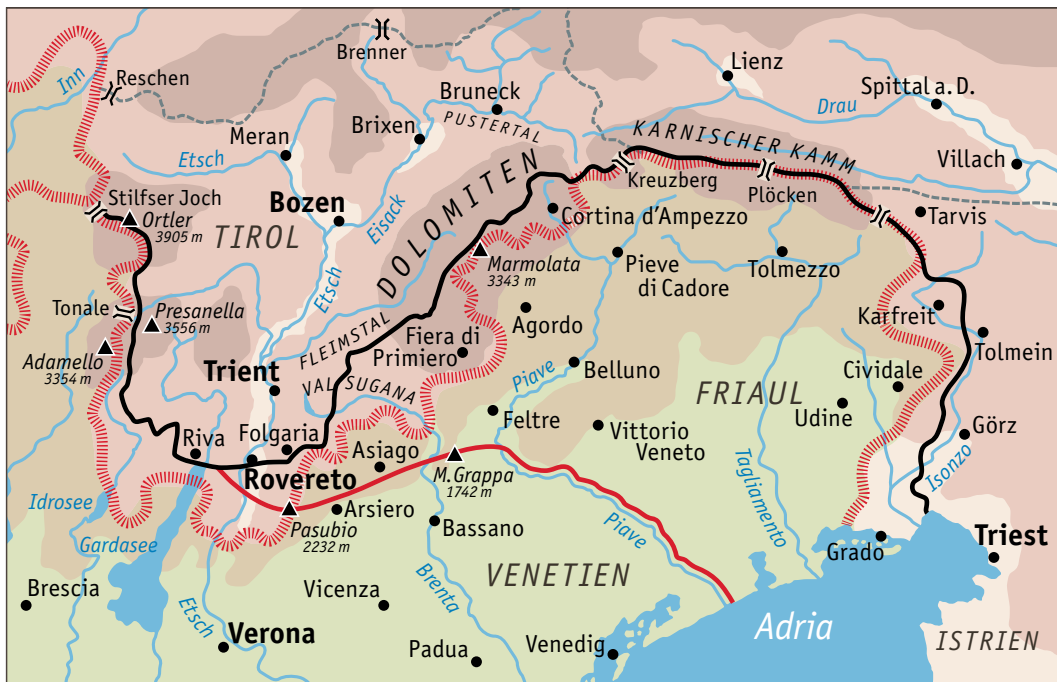 Brenner
Inn
Reschen
Lienz
Spittal a.D.
Bruneck
Drau
PUSTERTAL
Brixen
Meran
Etsch
KARNISCHER KAMM
Villach
Kreuzberg
Plöcken
Stilfser Joch
Ortler
3905 m
TIROL
Bozen
Eisack
DOLOMITEN
Cortina d'Ampezzo
Tarvis
Marmolata
3343 m
Pieve
di Cadore
Tolmezzo
Etsch
Tonale
Presanella
3556 m
Karfreit
Agordo
FLEIMSTAL
Fiera di
Primiero
Tolmein
Adamello
3354 m
Trient
VAL SUGANA
Piave
Belluno
Cividale
FRIAUL
Feltre
Udine
Riva
Folgaria
Asiago
Vittorio
Veneto
Görz
Rovereto
M. Grappa
1742 m
Isonzo
Idrosee
Pasubio
2232 m
Arsiero
Bassano
Piave
Tagliamento
Gardasee
Grado
Triest
Brescia
Etsch
Vicenza
Brenta
VENETIEN
Verona
Padua
Venedig
Adria
ISTRIEN